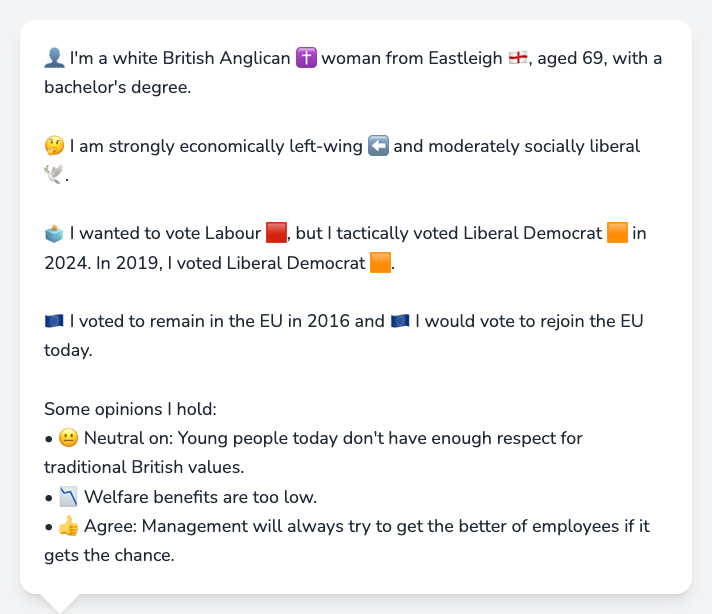 👤 I'm a white British Anglican ✝️ woman from Eastleigh 🏴󠁧󠁢󠁥󠁮󠁧󠁿, aged 69, with a
bachelor's degree.
🤔 I am strongly economically left-wing ⬅️ and moderately socially liberal
🕊️.
🗳️ I wanted to vote Labour 🟥, but I tactically voted Liberal Democrat 🟧 in
2024. In 2019, I voted Liberal Democrat 🟧.
🇪🇺 I voted to remain in the EU in 2016 and 🇪🇺 I would vote to rejoin the EU
today.
Some opinions I hold:
• 😐 Neutral on: Young people today don't have enough respect for
traditional British values.
• 📉 Welfare benefits are too low.
• 👍 Agree: Management will always try to get the better of employees if it
gets the chance.